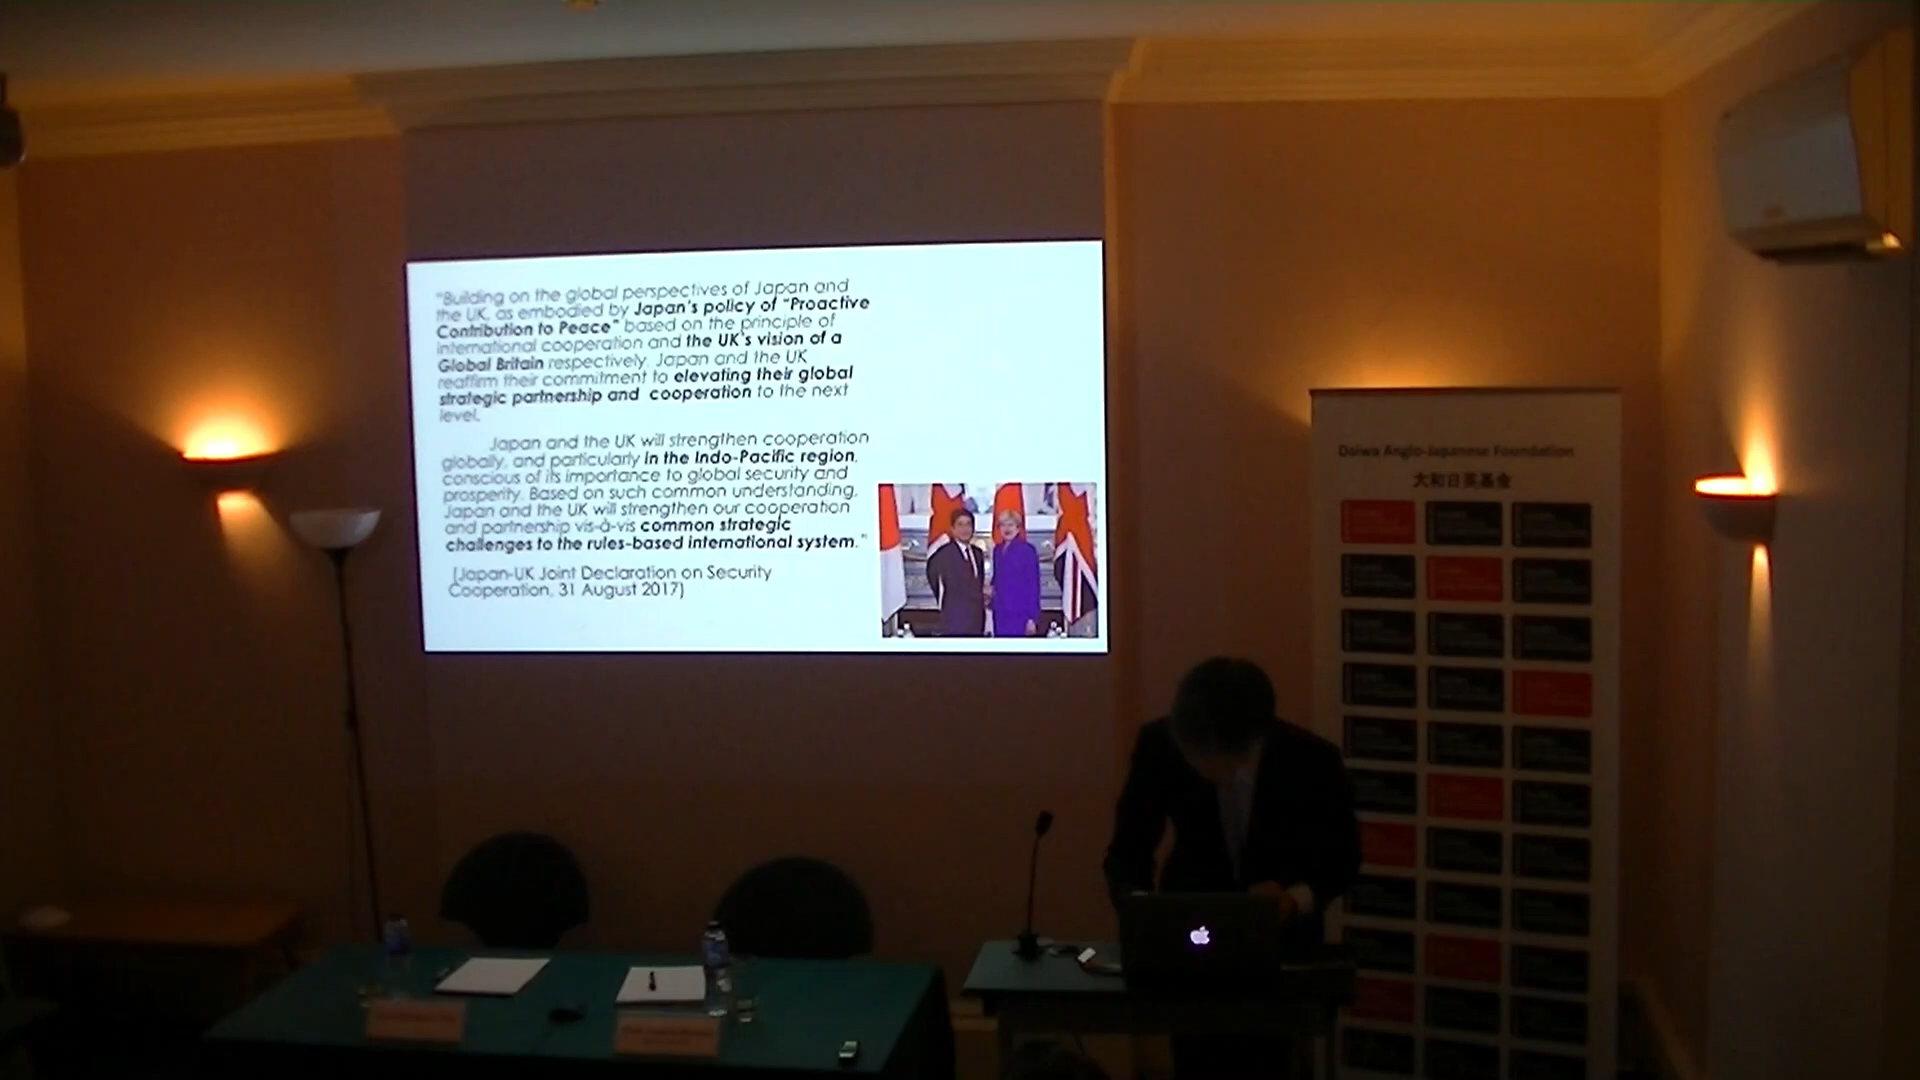 "Building on the global perspectives of Japan and
the UK, as embodied by Japan's policy of "Proactive
Contribution to Peace" based on the principle of
international cooperation and the UK's vision of a
Global Britain respectively, Japan and the UK
reaffirm their commitment to elevating their global
strategic partnership and cooperation to the next
level.
Japan and the UK will strengthen cooperation
globally, and particularly in the Indo-Pacific region,
conscious of its importance to global security and
prosperity. Based on such common understanding,
Japan and the UK will strengthen our cooperation
and partnership vis-à-vis common strategic
challenges to the rules-based international system."
(Japan-UK Joint Declaration on Security
Cooperation, 31 August 2017)
Daiwa Anglo-Japanese Foundation
大和日英基金